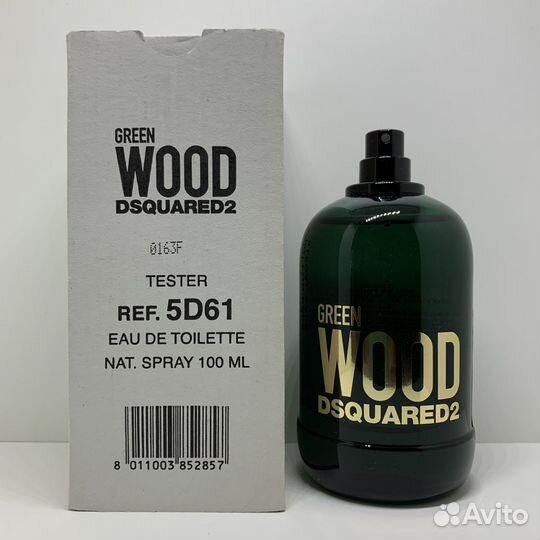 GREEN
WOOD
DSQUARED2
0163F
TESTER
REF. 5D61
EAU DE TOILETTE
NAT. SPRAY 100 ML
8 011003 852857
GREEN
WOOD
DSQUARED2
Avito